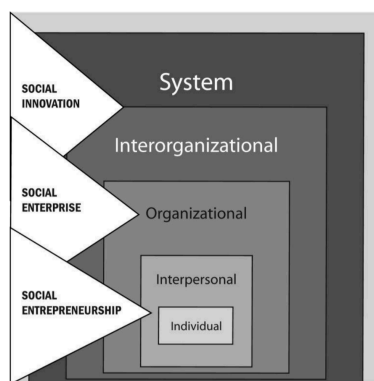 System
SOCIAL
INNOVATION
Interorganizational
SOCIAL
ENTERPRISE
Organizational
Interpersonal
SOCIAL
ENTREPRENEURSHIP
Individual